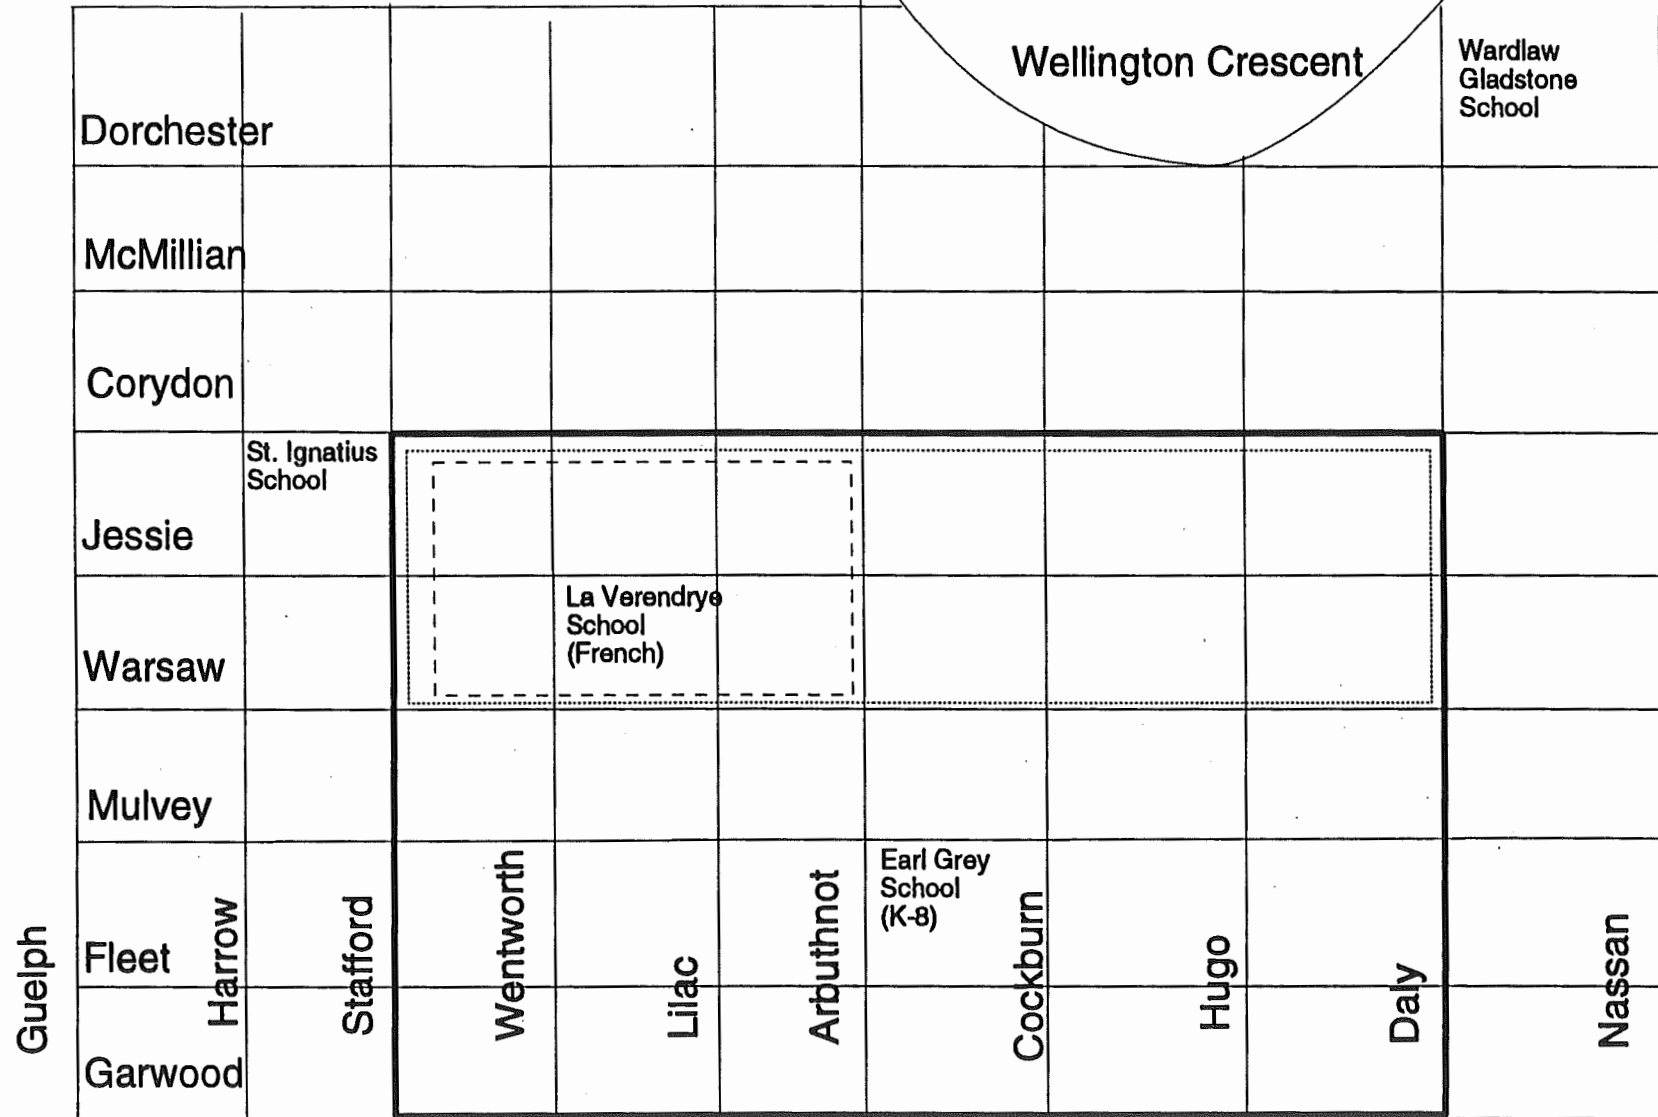 Wellington Crescent
Wardlaw
Gladstone
School
Dorchester
McMillian
Corydon
St. Ignatius
School
Jessie
La Verendrye
School
(French)
Warsaw
Mulvey
Earl Grey
School
(K-8)
Fleet
Guelph
Harrow
Stafford
Wentworth
Lilac
Arbuthnot
Cockburn
Hugo
Daly
Nassan
Garwood